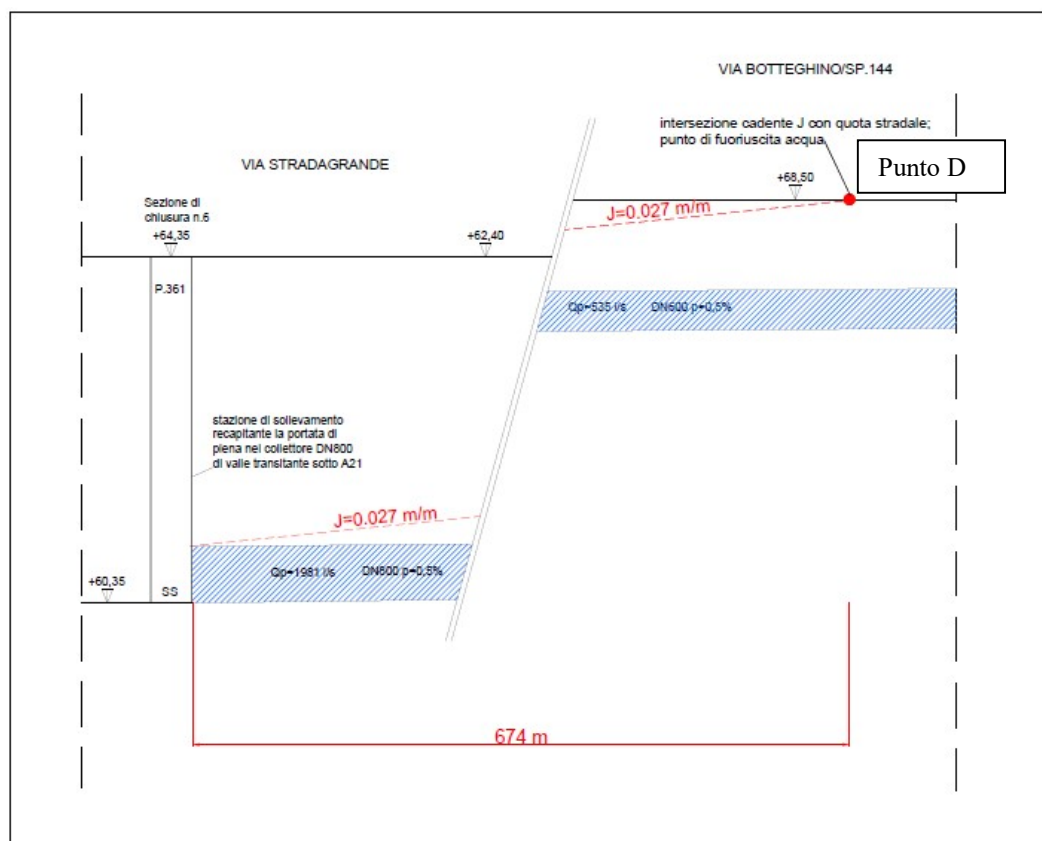 VIA BOTTEGHINO/SP.144
intersezione cadente J con quota stradale;
punto di fuoriuscita acqua
Punto D
VIA STRADAGRANDE
+68,50
J=0.027 m/m
Sezione di
chiusura n.6
+64,35
+62,40
P.361
Qp=535 l/s DN600 p=0,5%
stazione di sollevamento
recapitante la portata di
piena nel collettore DN800
di valle transitante sotto A21
J=0.027 m/m
Qp=1981 l/s DN800 p=0,5%
+60,35
SS
674 m